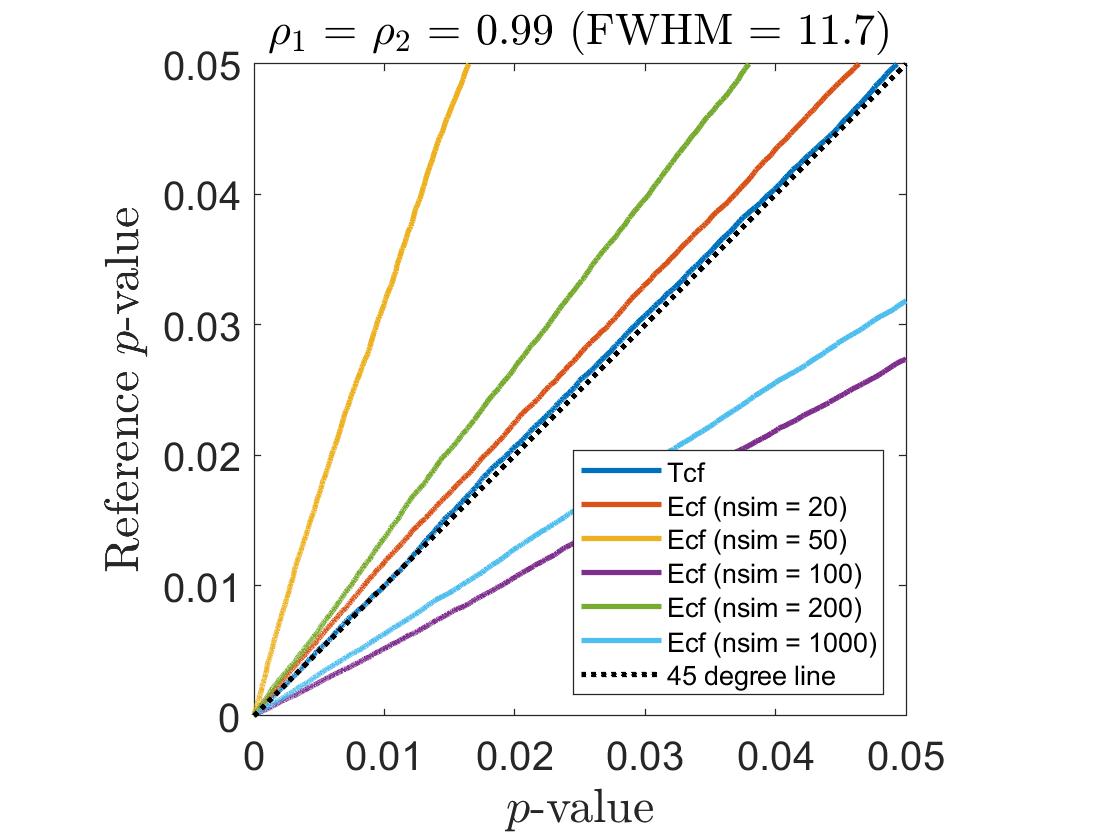 ρ₁ = ρ₂ = 0.99 (FWHM = 11.7)
0.05
0.04
0.03
0.02
0.01
0
Reference p-value
Tcf
Ecf (nsim = 20)
Ecf (nsim = 50)
Ecf (nsim = 100)
Ecf (nsim = 200)
Ecf (nsim = 1000)
45 degree line
0 0.01 0.02 0.03 0.04 0.05
p-value